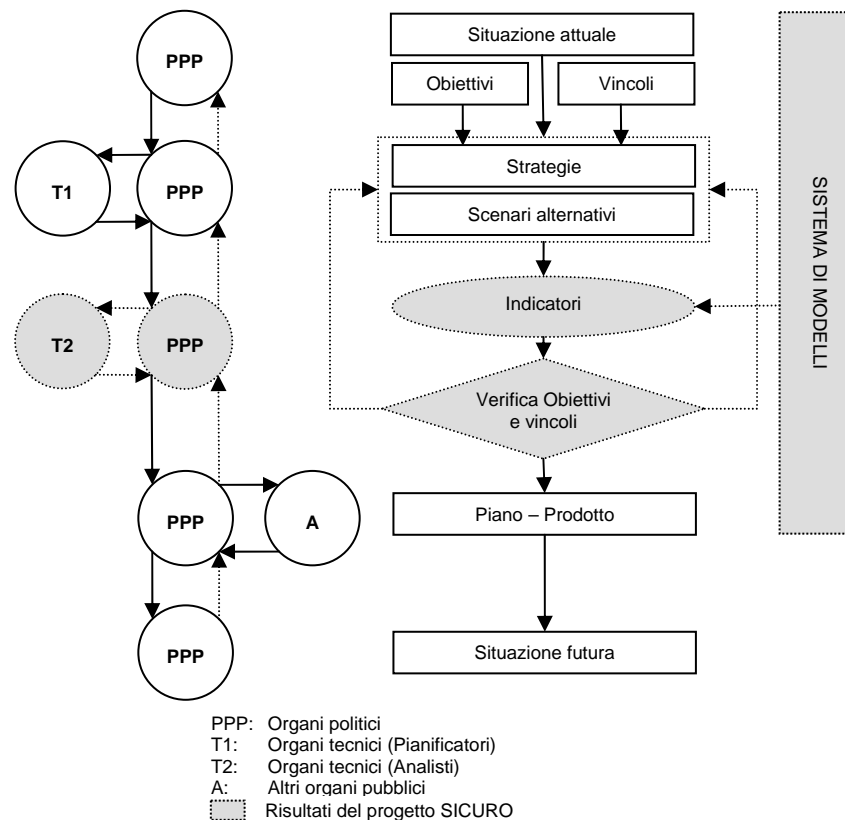 PPP
T1
PPP
T2
PPP
PPP
A
PPP
Situazione attuale
Obiettivi
Vincoli
Strategie
Scenari alternativi
Indicatori
Verifica Obiettivi
e vincoli
Piano – Prodotto
Situazione futura
SISTEMA DI MODELLI
PPP: Organi politici
T1: Organi tecnici (Pianificatori)
T2: Organi tecnici (Analisti)
A: Altri organi pubblici
Risultati del progetto SICURO